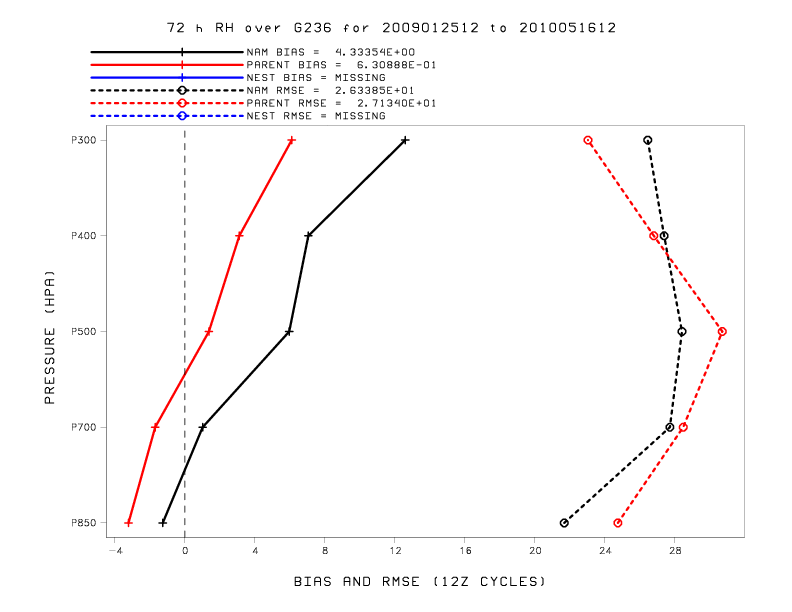 72 h RH over G236 for 2009012512 to 2010051612
NAM BIAS = 4.33354E+00
PARENT BIAS = 6.30888E-01
NEST BIAS = MISSING
NAM RMSE = 2.63385E+01
PARENT RMSE = 2.71340E+01
NEST RMSE = MISSING
P300
P400
P500
P700
P850
PRESSURE (HPA)
-4 0 4 8 12 16 20 24 28
BIAS AND RMSE (12Z CYCLES)